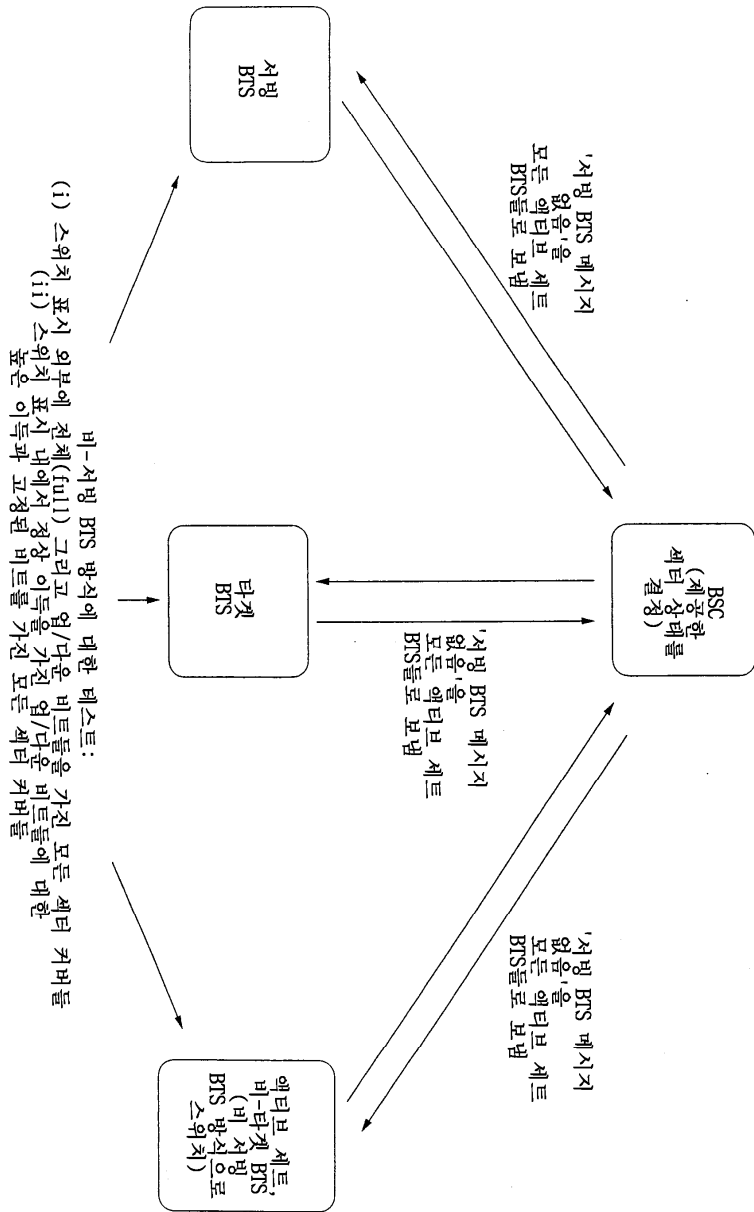 서빙
BTS
'서빙 BTS 메시지
없음'을
모든 액티브 세트
BTS들로 보냄
BSC
(제공한
섹터 상태를
결정)
타겟
BTS
'서빙 BTS 메시지
없음'을
모든 액티브 세트
BTS들로 보냄
'서빙 BTS 메시지
없음'을
모든 액티브 세트
BTS들로 보냄
액티브 세트,
비-타겟 BTS,
(비 서빙
BTS 방식으로
스위치)
비-서빙 BTS 방식에 대한 테스트:
(i) 스위치 표시 외부에 전체(full) 그리고 업/다운 비트들을 가진 모든 섹터 커버들
(ii) 스위치 표시 내에서 정상 이득을 가진 업/다운 비트들에 대한
높은 이득과 고정된 비트를 가진 모든 섹터 커버들